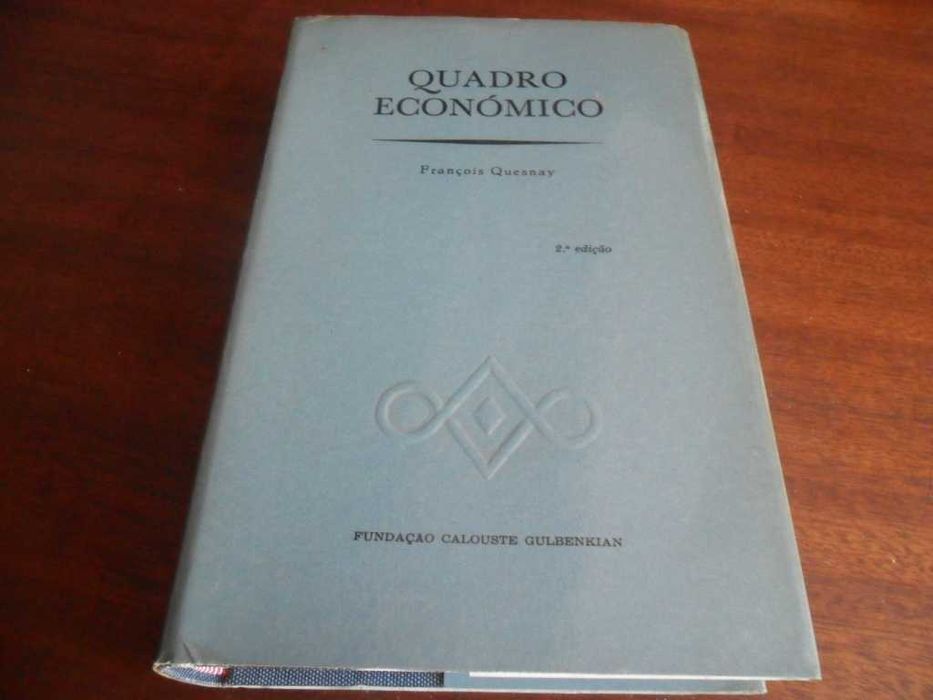 QUADRO
ECONÓMICO
François Quesnay
2.ª edição
FUNDAÇAO CALOUSTE GULBENKIAN